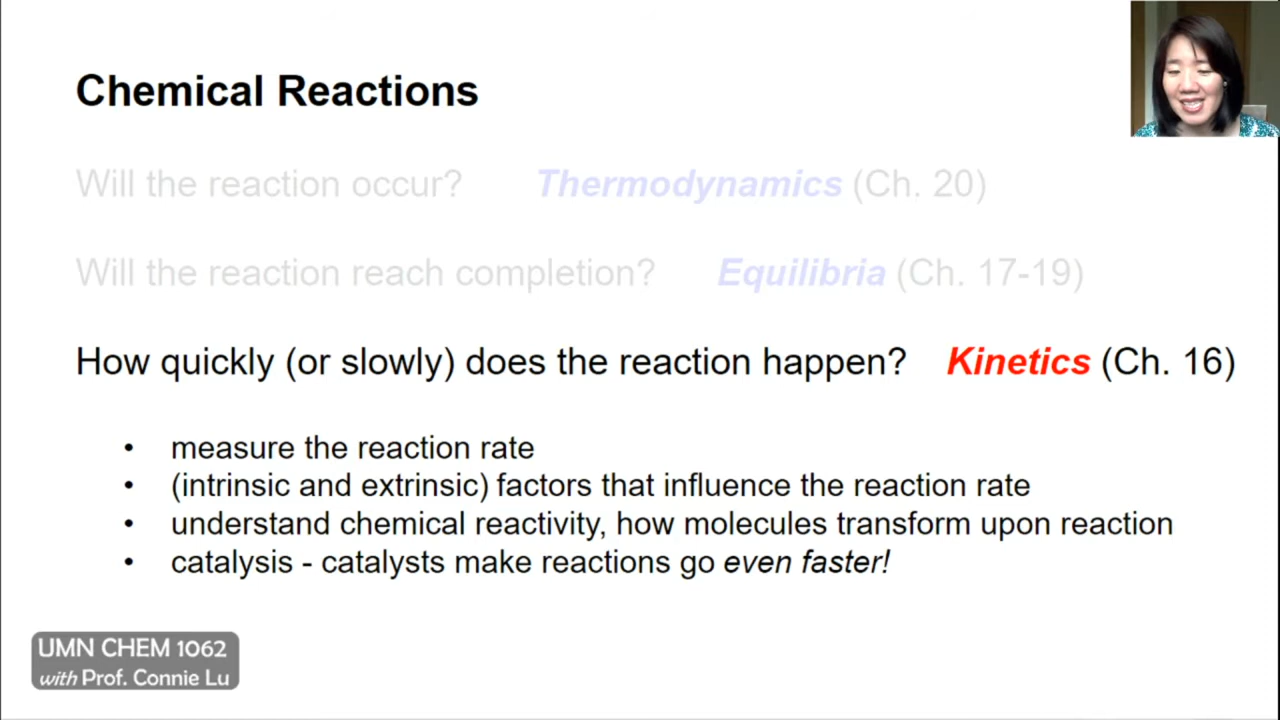 Chemical Reactions
Will the reaction occur? Thermodynamics (Ch. 20)
Will the reaction reach completion? Equilibria (Ch. 17-19)
How quickly (or slowly) does the reaction happen? Kinetics (Ch. 16)
• measure the reaction rate
• (intrinsic and extrinsic) factors that influence the reaction rate
• understand chemical reactivity, how molecules transform upon reaction
• catalysis - catalysts make reactions go even faster!
UMN CHEM 1062
with Prof. Connie Lu